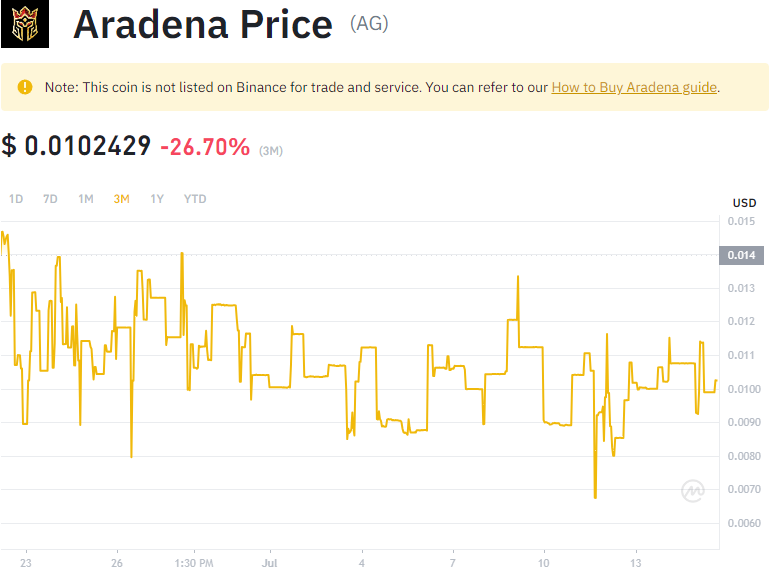 Aradena Price (AG)
Note: This coin is not listed on Binance for trade and service. You can refer to our How to Buy Aradena guide.
$ 0.0102429 -26.70% (3M)
1D 7D 1M 3M 1Y YTD
USD
0.015
0.014
0.013
0.012
0.011
0.0100
0.0090
0.0080
0.0070
0.0060
23 26 1:30 PM Jul 4 7 10 13